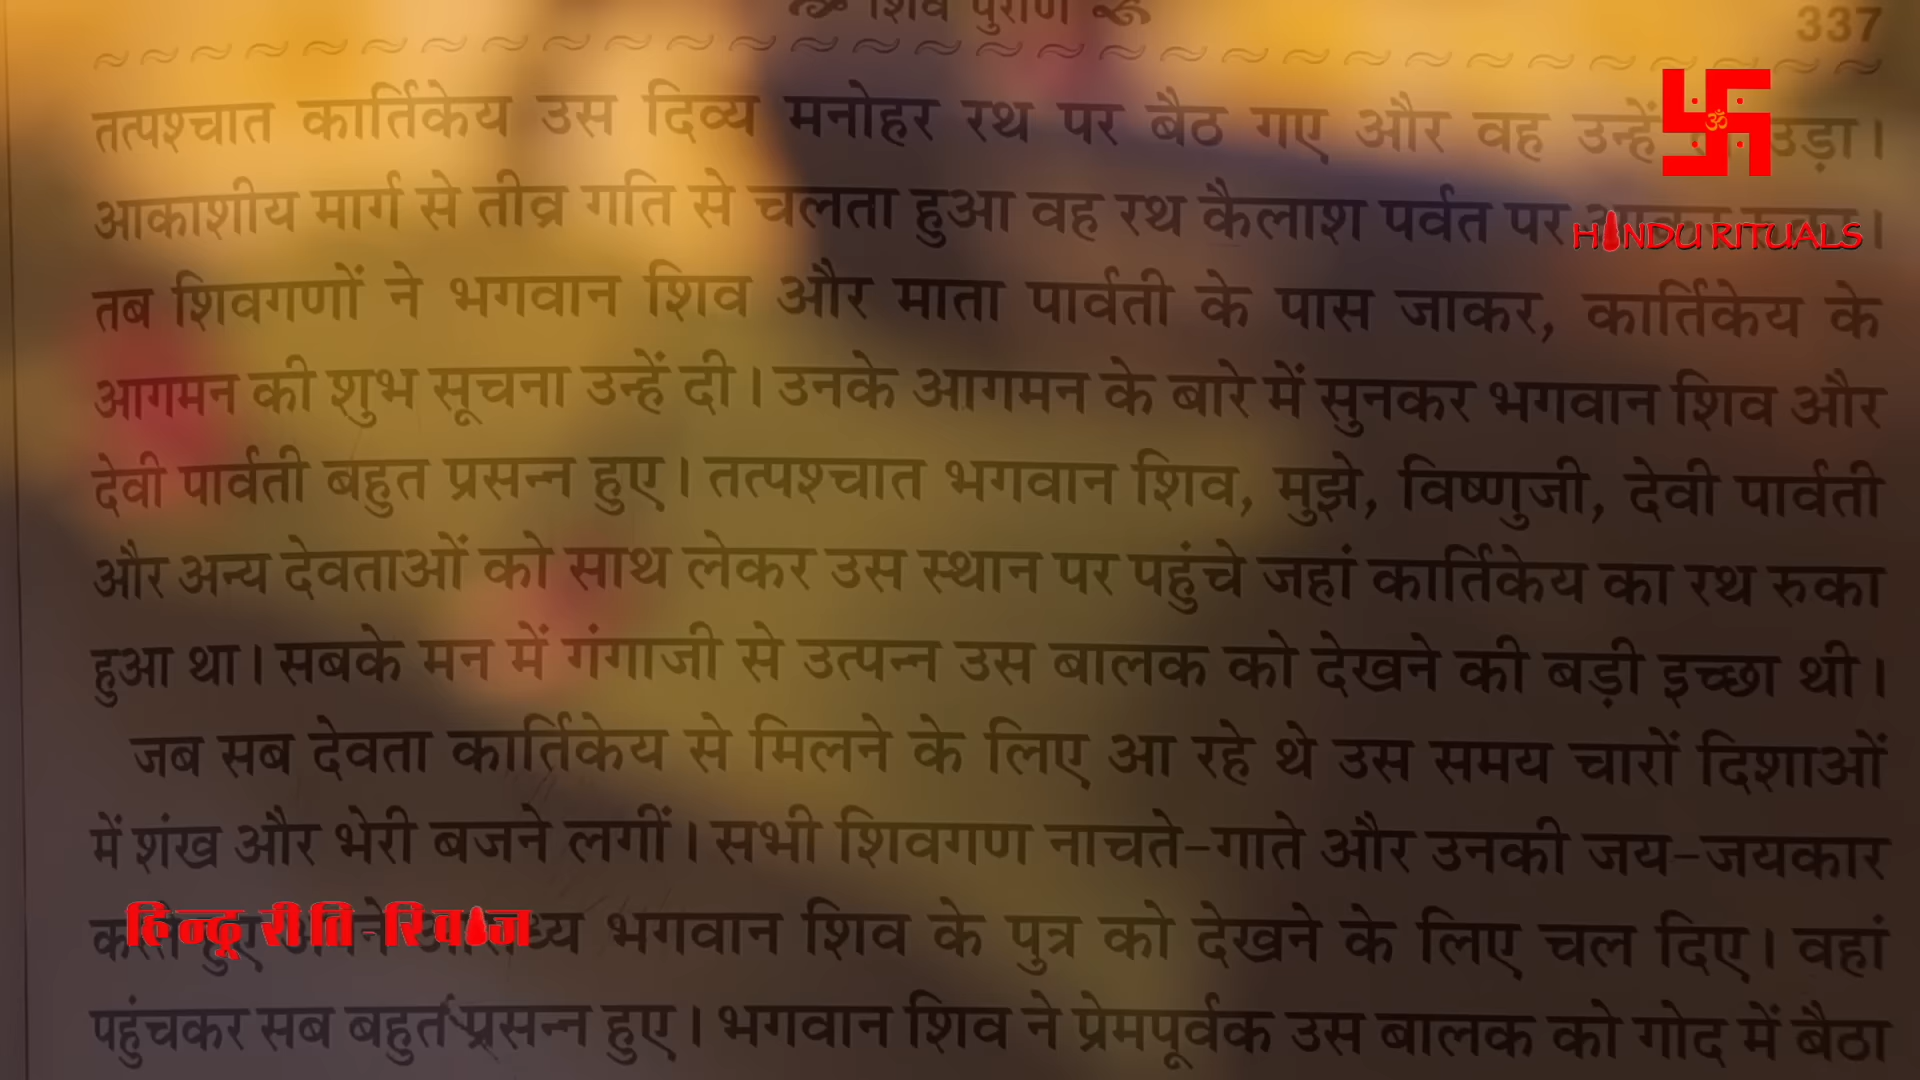 शिव पुराण
337
तत्पश्चात कार्तिकेय उस दिव्य मनोहर रथ पर बैठ गए और वह उन्हें उड़ा।
ॐ
आकाशीय मार्ग से तीव्र गति से चलता हुआ वह रथ कैलाश पर्वत पर
HINDU RITUALS
तब शिवगणों ने भगवान शिव और माता पार्वती के पास जाकर, कार्तिकेय के
आगमन की शुभ सूचना उन्हें दी। उनके आगमन के बारे में सुनकर भगवान शिव और
देवी पार्वती बहुत प्रसन्न हुए। तत्पश्चात भगवान शिव, मुझे, विष्णुजी, देवी पार्वती
और अन्य देवताओं को साथ लेकर उस स्थान पर पहुंचे जहां कार्तिकेय का रथ रुका
हुआ था। सबके मन में गंगाजी से उत्पन्न उस बालक को देखने की बड़ी इच्छा थी।
जब सब देवता कार्तिकेय से मिलने के लिए आ रहे थे उस समय चारों दिशाओं
में शंख और भेरी बजने लगीं। सभी शिवगण नाचते-गाते और उनकी जय-जयकार
हिन्दू रीति-रिवाज
भगवान शिव के पुत्र को देखने के लिए चल दिए। वहां
पहुंचकर सब बहुत प्रसन्न हुए। भगवान शिव ने प्रेमपूर्वक उस बालक को गोद में बैठा